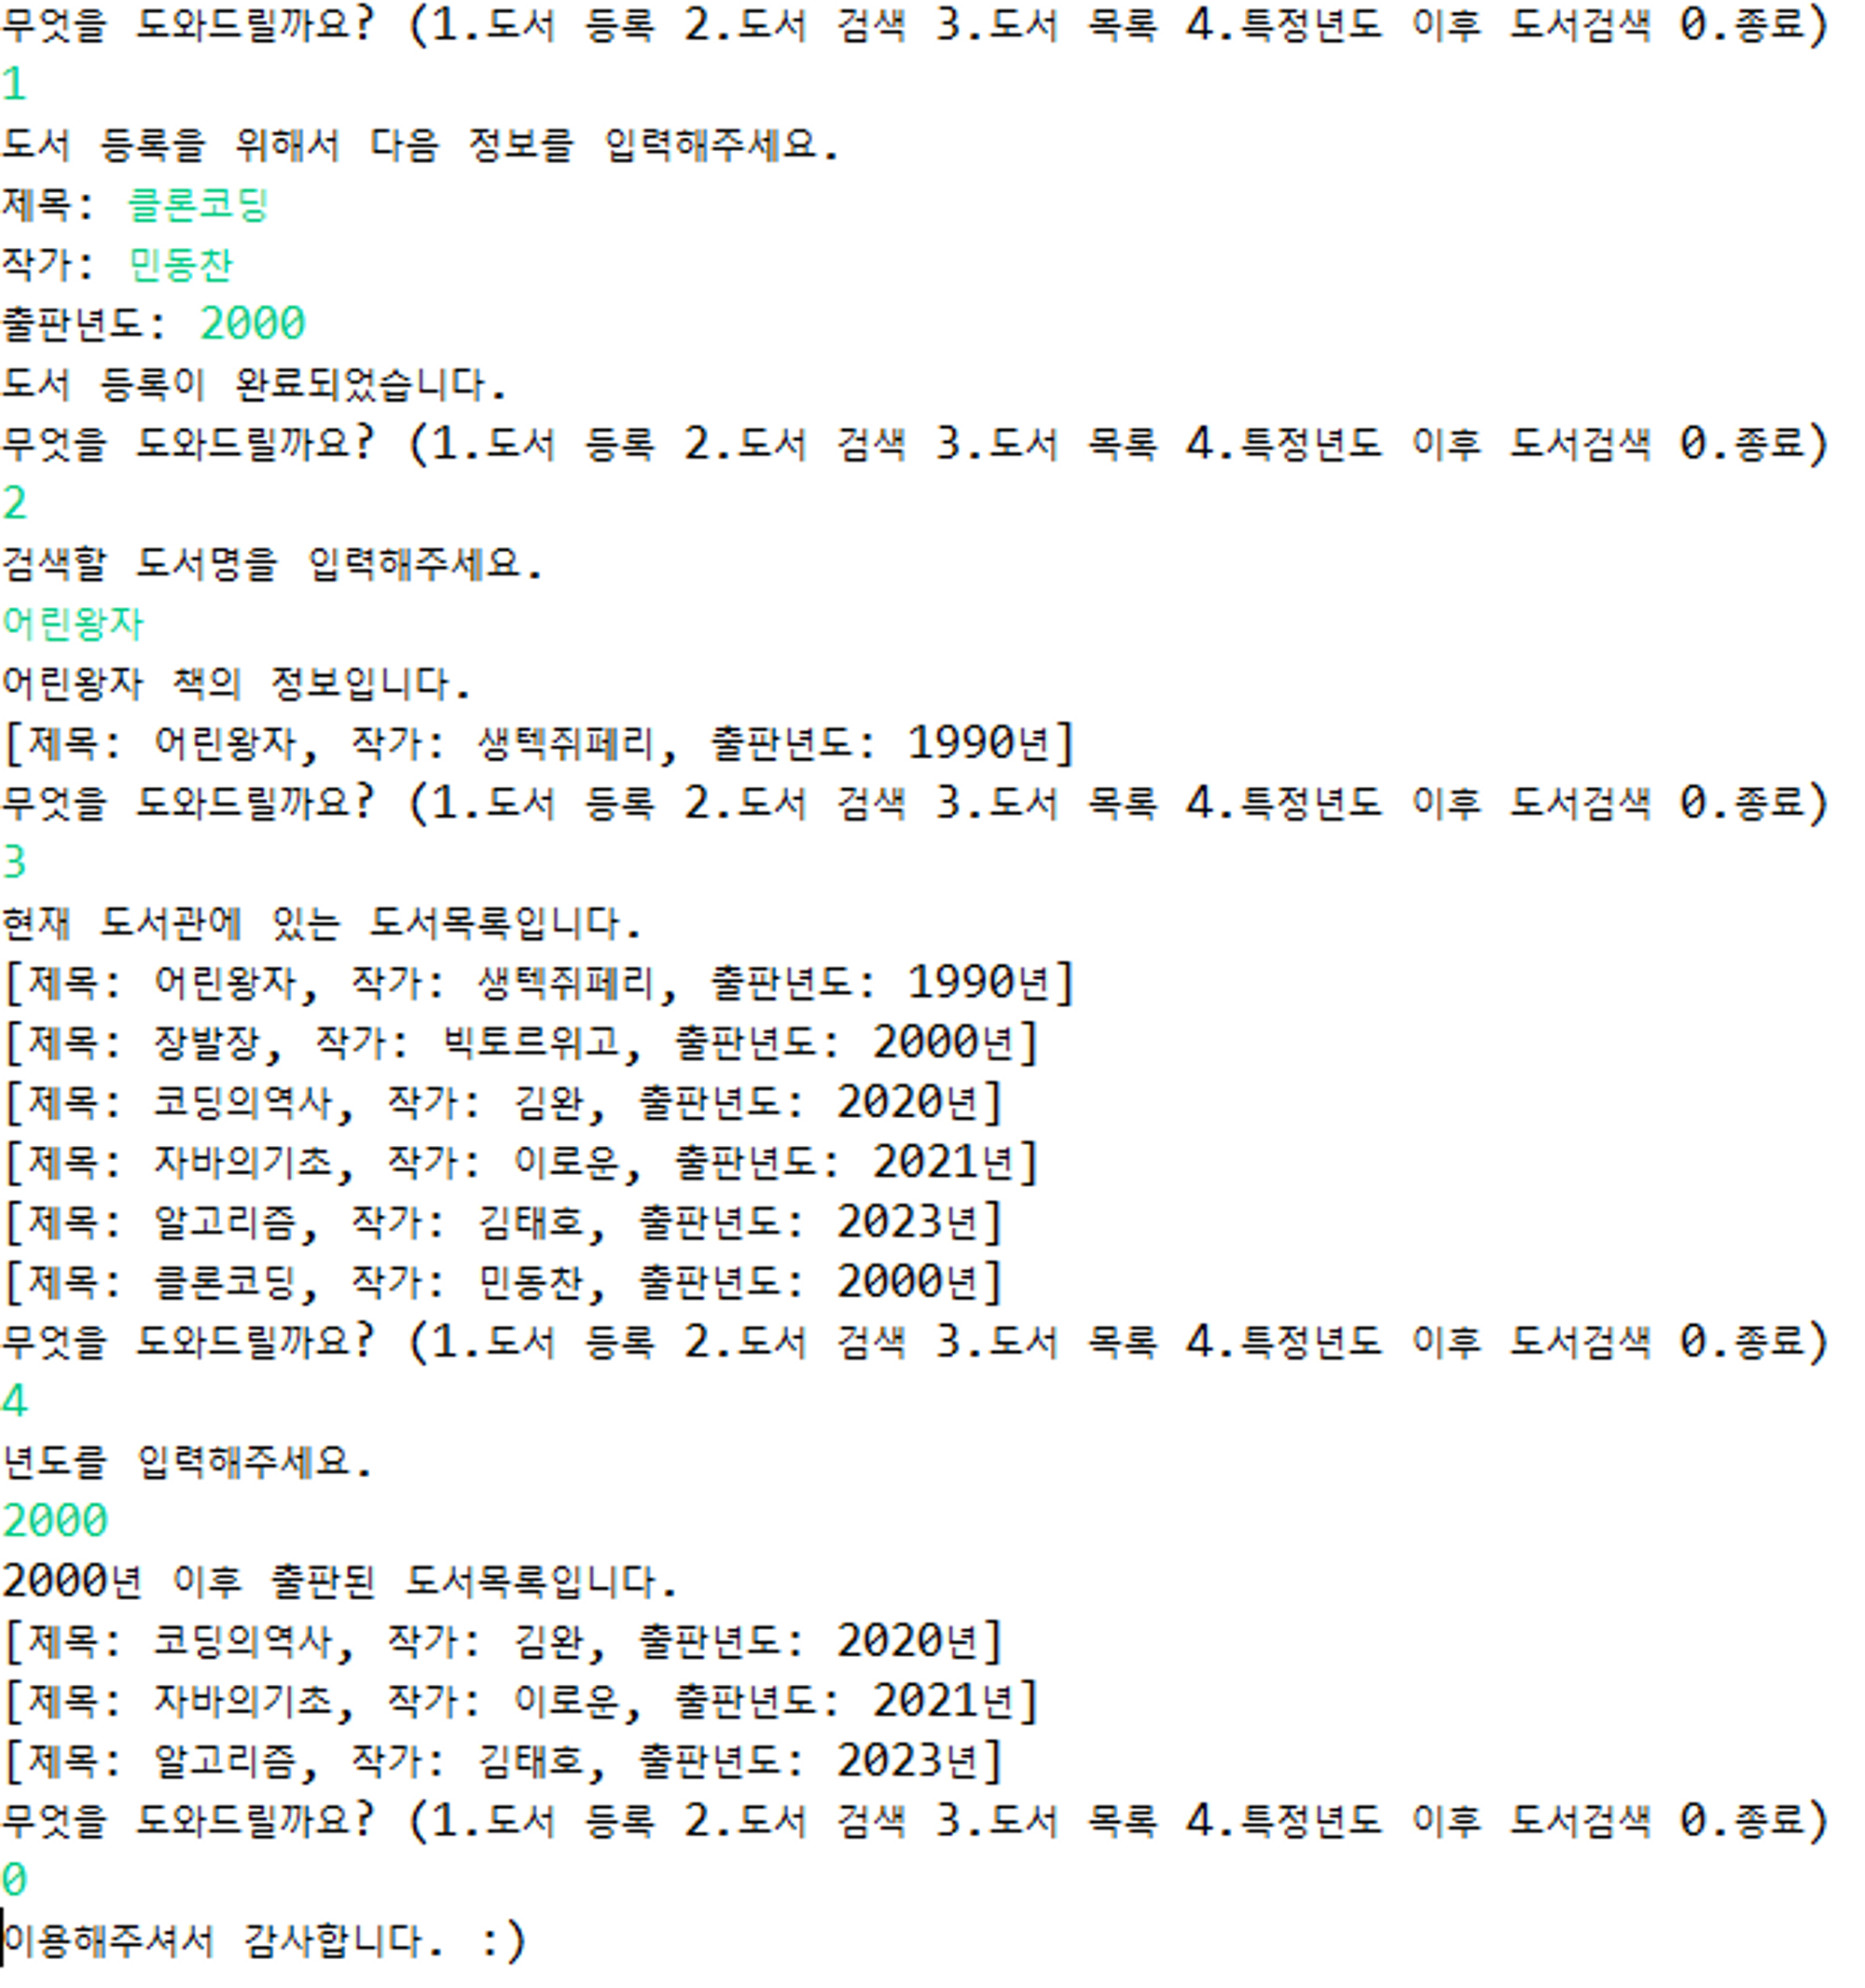 무엇을 도와드릴까요? (1.도서 등록 2.도서 검색 3.도서 목록 4.특정년도 이후 도서검색 0.종료)
1
도서 등록을 위해서 다음 정보를 입력해주세요.
제목: 클론코딩
작가: 민동찬
출판년도: 2000
도서 등록이 완료되었습니다.
무엇을 도와드릴까요? (1.도서 등록 2.도서 검색 3.도서 목록 4.특정년도 이후 도서검색 0.종료)
2
검색할 도서명을 입력해주세요.
어린왕자
어린왕자 책의 정보입니다.
[제목: 어린왕자, 작가: 생텍쥐페리, 출판년도: 1990년]
무엇을 도와드릴까요? (1.도서 등록 2.도서 검색 3.도서 목록 4.특정년도 이후 도서검색 0.종료)
3
현재 도서관에 있는 도서목록입니다.
[제목: 어린왕자, 작가: 생텍쥐페리, 출판년도: 1990년]
[제목: 장발장, 작가: 빅토르위고, 출판년도: 2000년]
[제목: 코딩의역사, 작가: 김완, 출판년도: 2020년]
[제목: 자바의기초, 작가: 이로운, 출판년도: 2021년]
[제목: 알고리즘, 작가: 김태호, 출판년도: 2023년]
[제목: 클론코딩, 작가: 민동찬, 출판년도: 2000년]
무엇을 도와드릴까요? (1.도서 등록 2.도서 검색 3.도서 목록 4.특정년도 이후 도서검색 0.종료)
4
년도를 입력해주세요.
2000
2000년 이후 출판된 도서목록입니다.
[제목: 코딩의역사, 작가: 김완, 출판년도: 2020년]
[제목: 자바의기초, 작가: 이로운, 출판년도: 2021년]
[제목: 알고리즘, 작가: 김태호, 출판년도: 2023년]
무엇을 도와드릴까요? (1.도서 등록 2.도서 검색 3.도서 목록 4.특정년도 이후 도서검색 0.종료)
0
이용해주셔서 감사합니다. :)